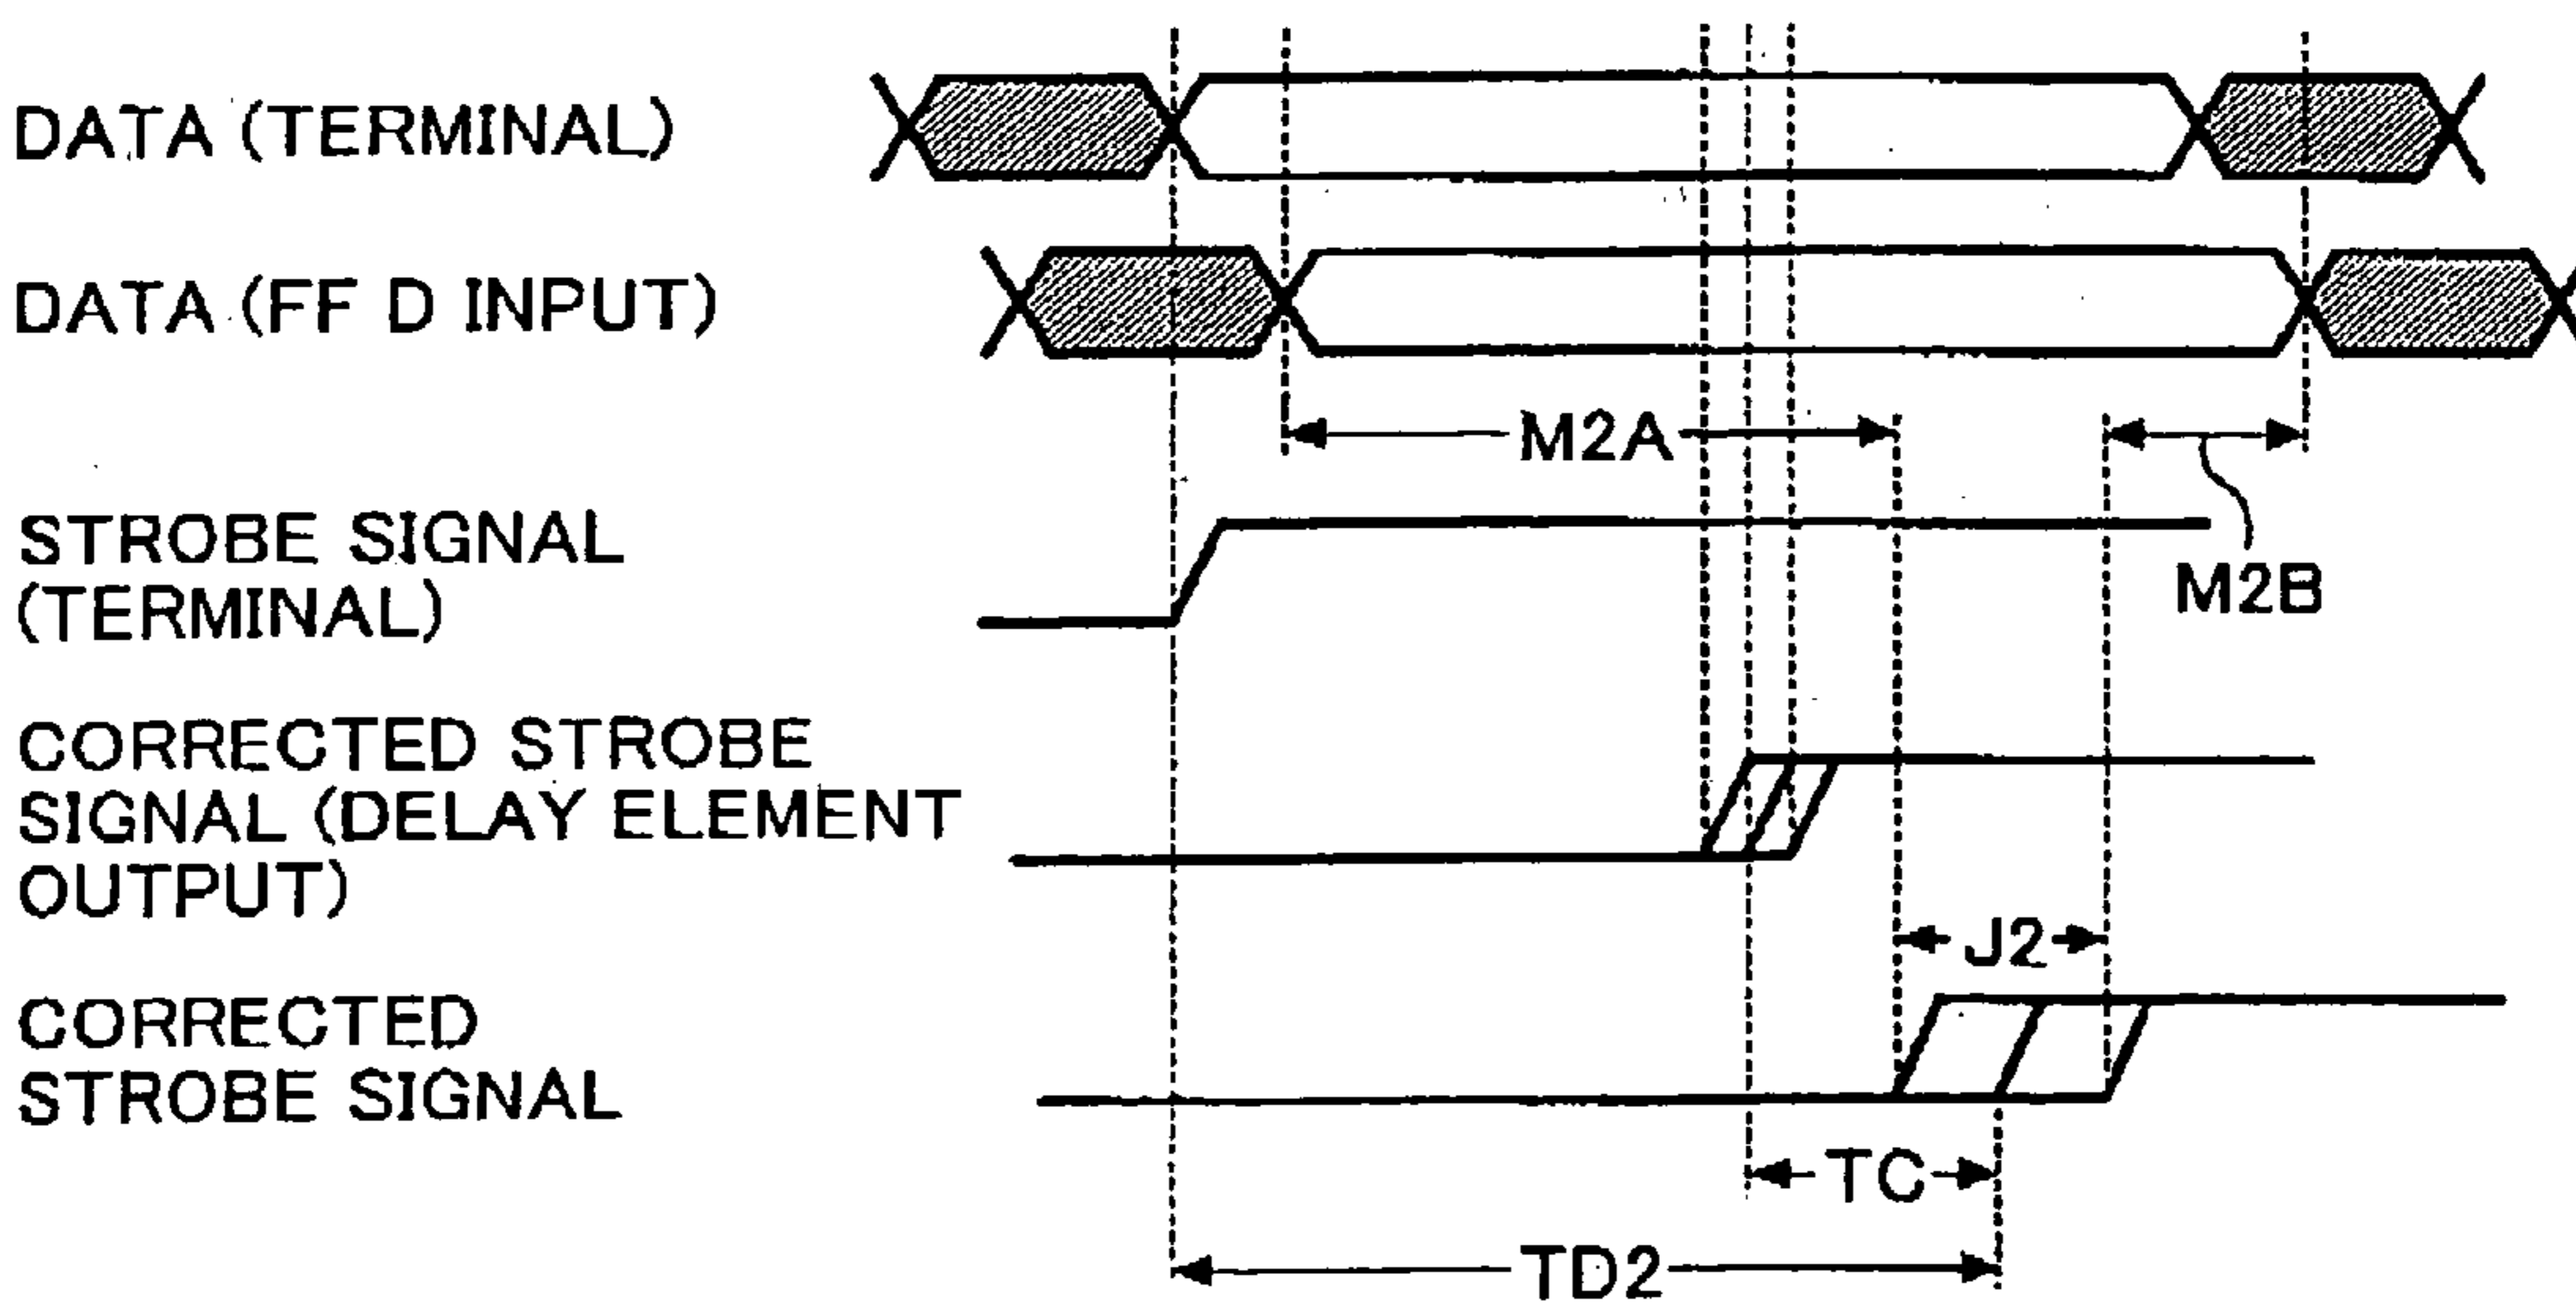 DATA (TERMINAL)
DATA (FF D INPUT)
M2A
STROBE SIGNAL
(TERMINAL)
M2B
CORRECTED STROBE
SIGNAL (DELAY ELEMENT
OUTPUT)
J2
CORRECTED
STROBE SIGNAL
TC
TD2